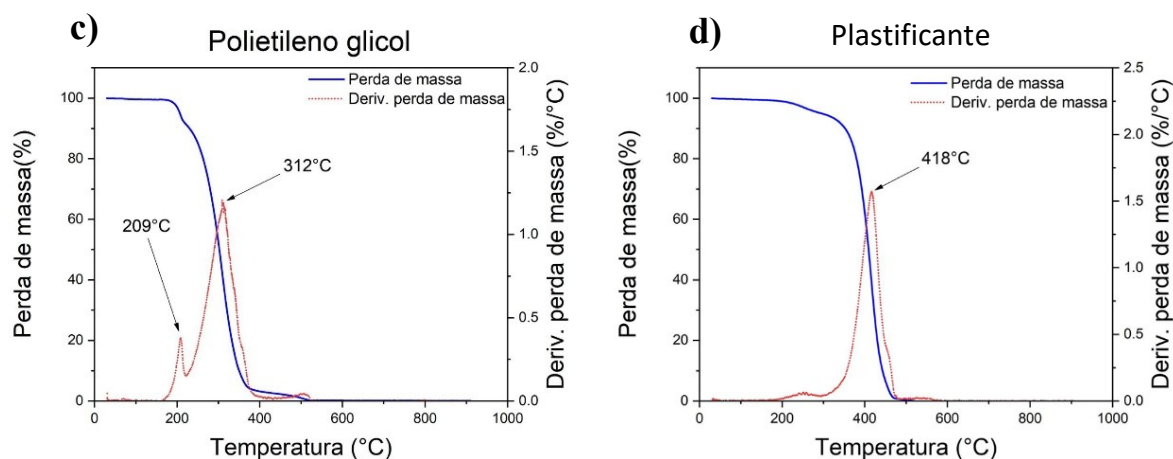 c)
Polietileno glicol
Perda de massa
Deriv. perda de massa
312°C
209°C
Perda de massa(%)
100
80
60
40
20
0
Deriv. perda de massa (%/°C)
2.0
1.5
1.0
0.5
0.0
0 200 400 600 800 1000
Temperatura (°C)
d)
Plastificante
Perda de massa
Deriv. perda de massa
418°C
Perda de massa(%)
100
80
60
40
20
0
Deriv. perda de massa (%/°C)
2.5
2.0
1.5
1.0
0.5
0.0
0 200 400 600 800 1000
Temperatura (°C)